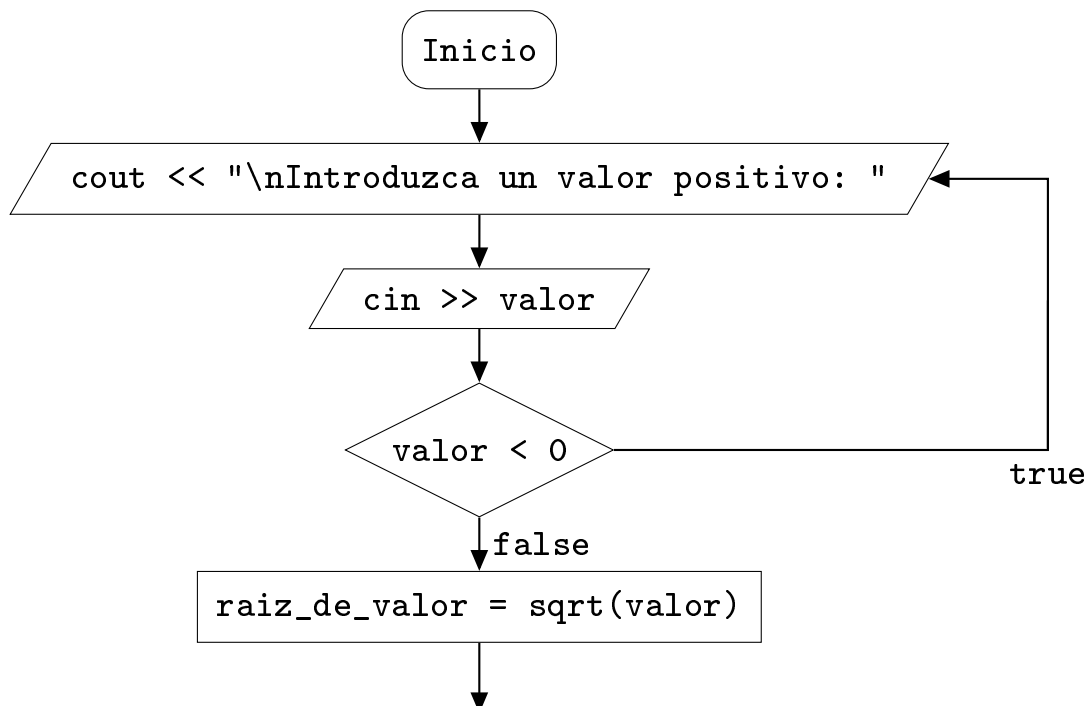 Inicio
cout << "\nIntroduzca un valor positivo: "
cin >> valor
valor < 0
true
false
raiz_de_valor = sqrt(valor)